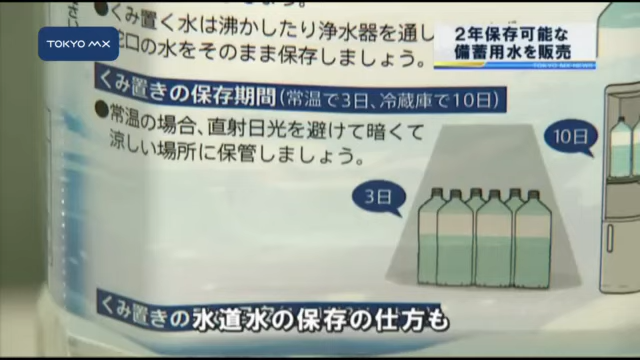 ●くみ置く水は沸かしたり浄水器を通し
蛇口の水をそのまま保存しましょう。
TOKYO MX
2年保存可能な
備蓄用水を販売
TOKYO MX NEWS
くみ置きの保存期間(常温で3日、冷蔵庫で10日)
●常温の場合、直射日光を避けて暗くて
涼しい場所に保管しましょう。
10日
3日
くみ置きの
水道水の保存の仕方も